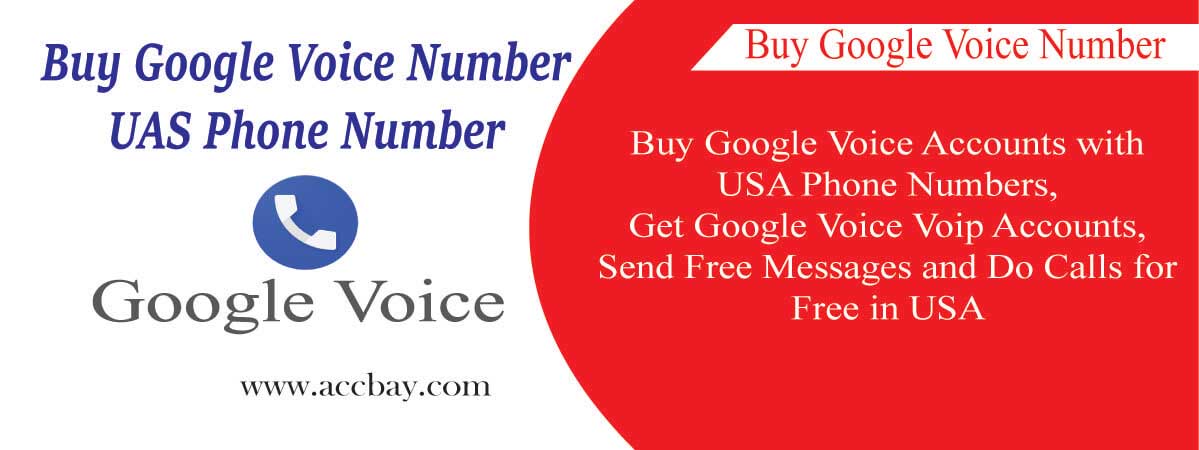 Buy Google Voice Number
UAS Phone Number
Google Voice
www.accbay.com
Buy Google Voice Number
Buy Google Voice Accounts with
USA Phone Numbers,
Get Google Voice Voip Accounts,
Send Free Messages and Do Calls for
Free in USA